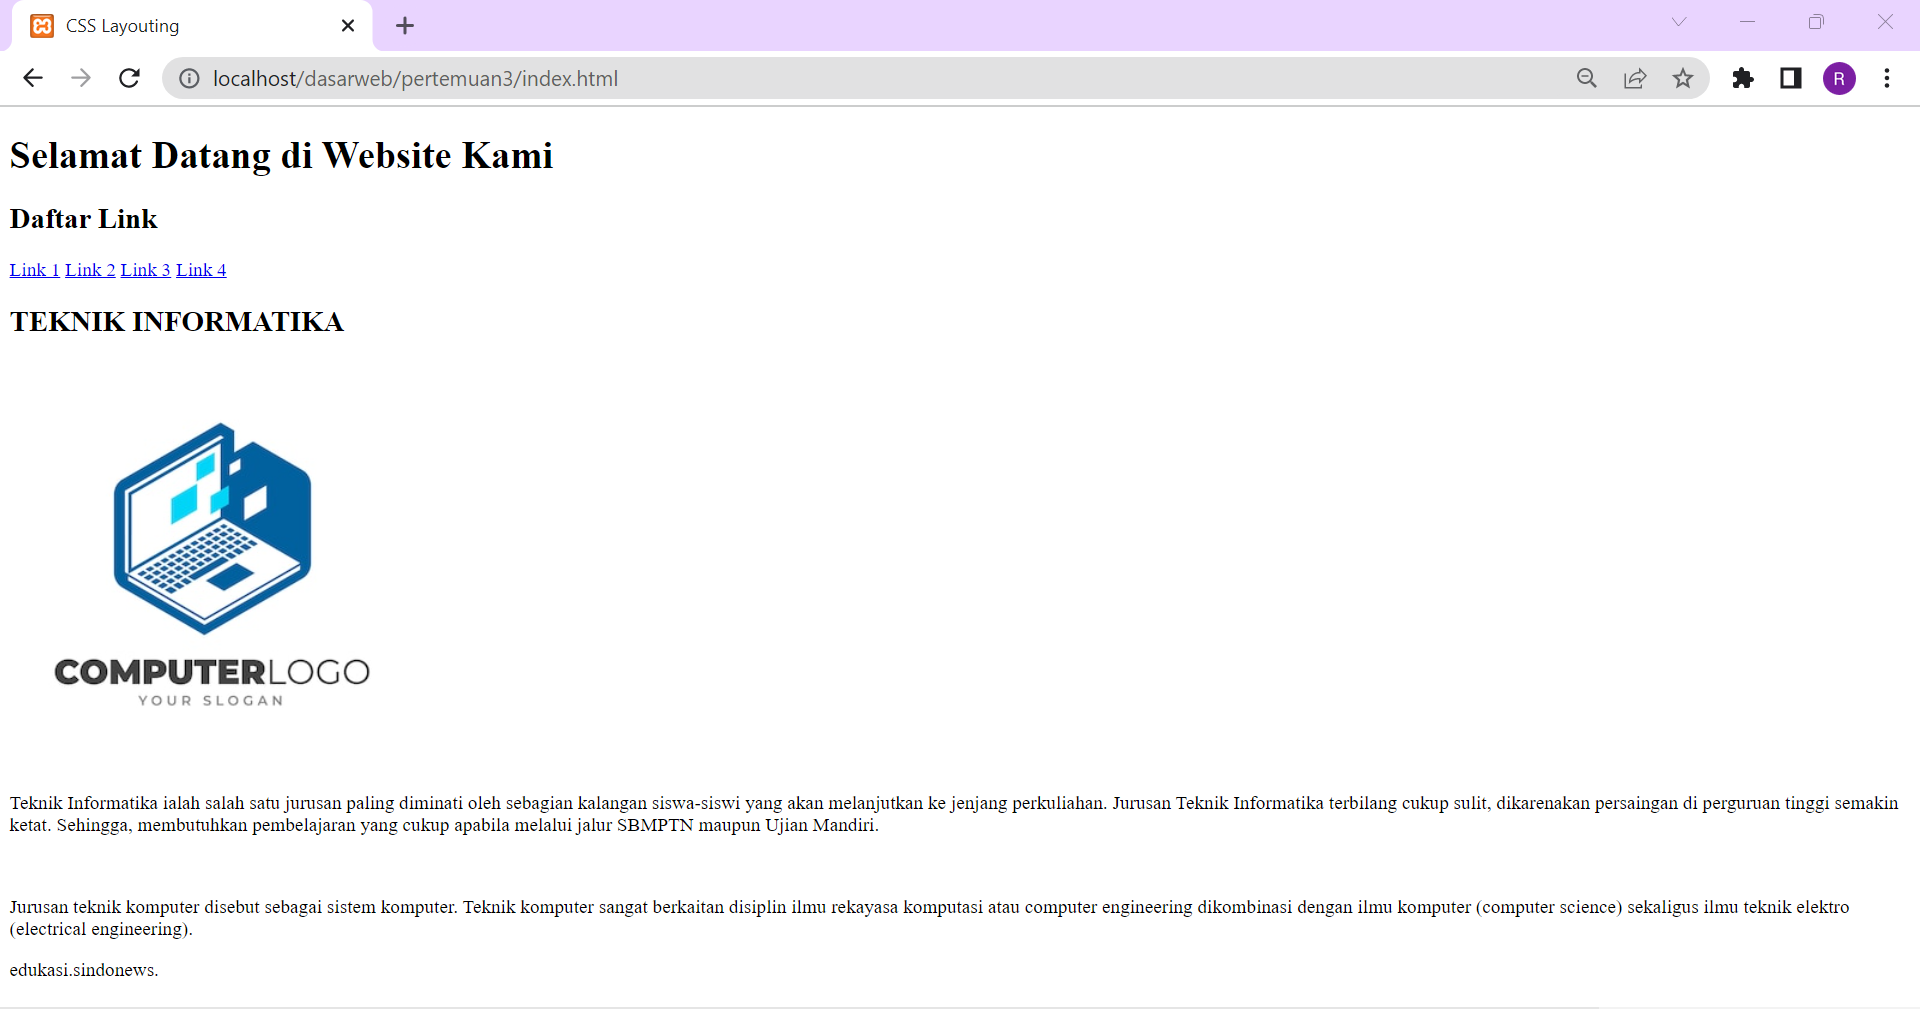 CSS Layouting
localhost/dasarweb/pertemuan3/index.html
R
Selamat Datang di Website Kami
Daftar Link
Link 1 Link 2 Link 3 Link 4
TEKNIK INFORMATIKA
COMPUTERLOGO
YOUR SLOGAN
Teknik Informatika ialah salah satu jurusan paling diminati oleh sebagian kalangan siswa-siswi yang akan melanjutkan ke jenjang perkuliahan. Jurusan Teknik Informatika terbilang cukup sulit, dikarenakan persaingan di perguruan tinggi semakin
ketat. Sehingga, membutuhkan pembelajaran yang cukup apabila melalui jalur SBMPTN maupun Ujian Mandiri.
Jurusan teknik komputer disebut sebagai sistem komputer. Teknik komputer sangat berkaitan disiplin ilmu rekayasa komputasi atau computer engineering dikombinasi dengan ilmu komputer (computer science) sekaligus ilmu teknik elektro
(electrical engineering).
edukasi.sindonews.